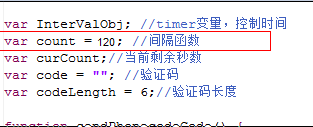 var InterValObj; //timer变量，控制时间
var count = 120; //间隔函数
var curCount;//当前剩余秒数
var code = ""; //验证码
var codeLength = 6;//验证码长度